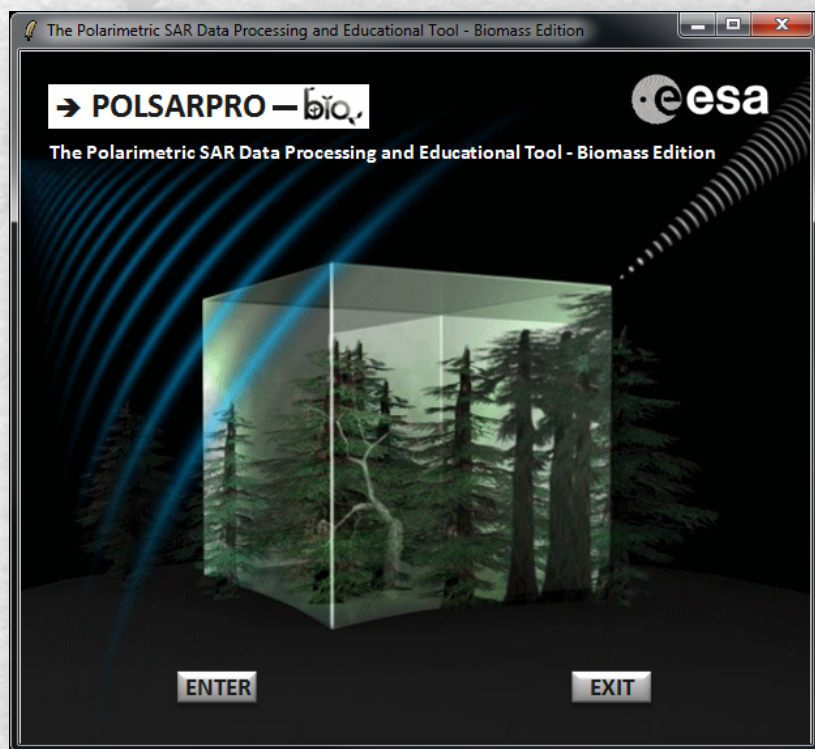 The Polarimetric SAR Data Processing and Educational Tool - Biomass Edition
➔ POLSARPRO – bio
esa
The Polarimetric SAR Data Processing and Educational Tool - Biomass Edition
ENTER
EXIT